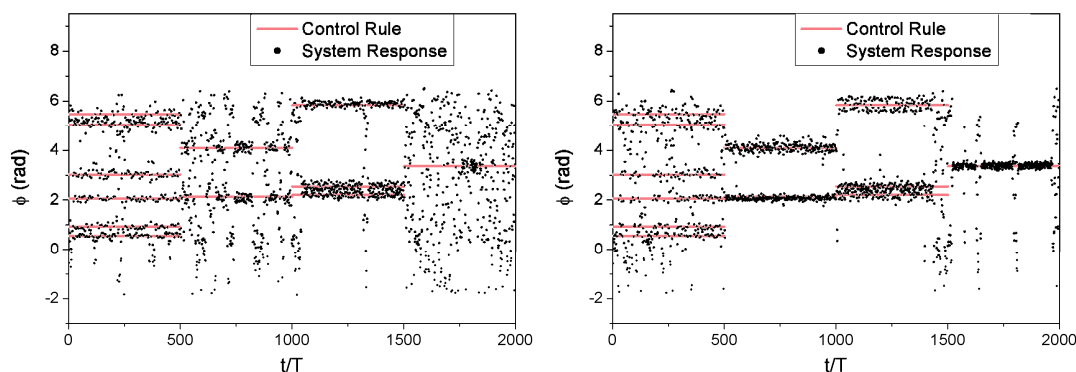 Control Rule
System Response
8
6
4
2
0
-2
ϕ (rad)
0
500
1000
1500
2000
t/T
Control Rule
System Response
8
6
4
2
0
-2
ϕ (rad)
0
500
1000
1500
2000
t/T